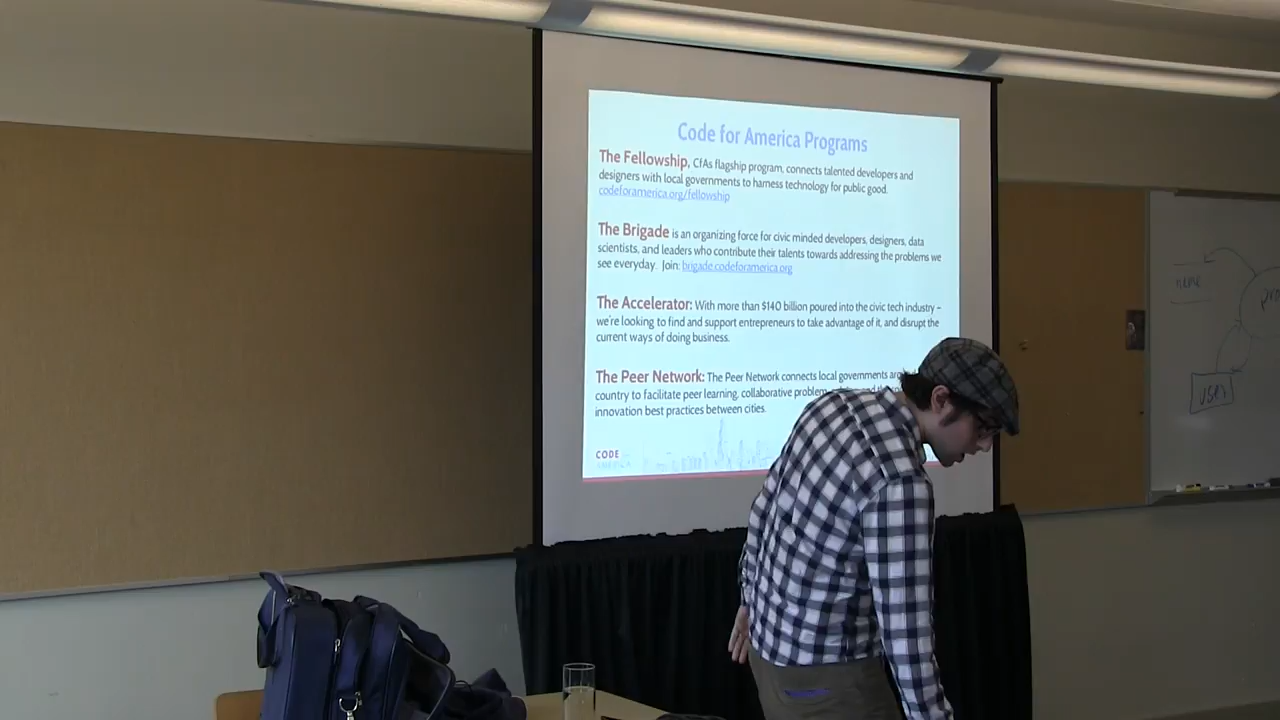 Code for America Programs
The Fellowship, CfAs flagship program, connects talented developers and
designers with local governments to harness technology for public good.
codeforamerica.org/fellowship
The Brigade is an organizing force for civic minded developers, designers, data
scientists, and leaders who contribute their talents towards addressing the problems we
see everyday. Join: brigade.codeforamerica.org
The Accelerator: With more than $140 billion poured into the civic tech industry –
we're looking to find and support entrepreneurs to take advantage of it, and disrupt the
current ways of doing business.
The Peer Network: The Peer Network connects local governments
country to facilitate peer learning, collaborative
innovation best practices between cities.
CODE
AMERICA